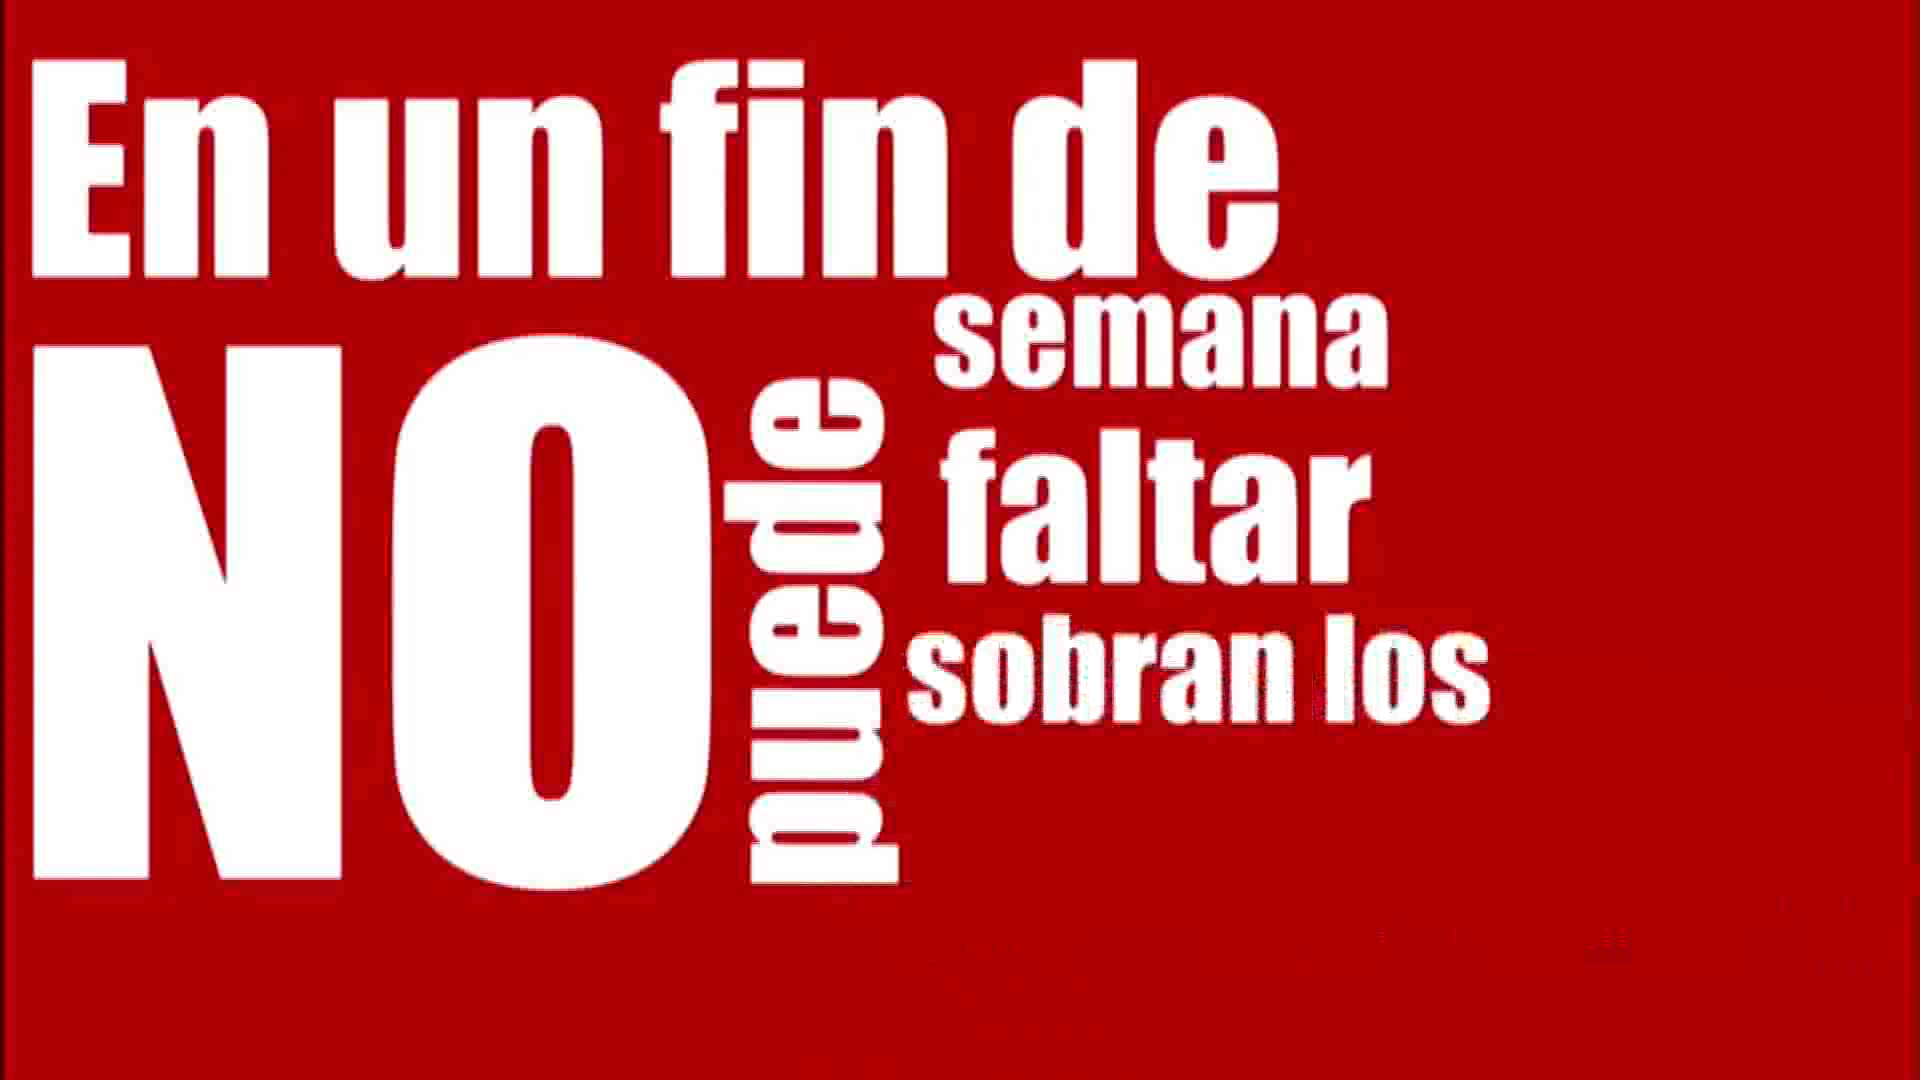 En un fin de
semana
NO
puede
faltar
sobran los